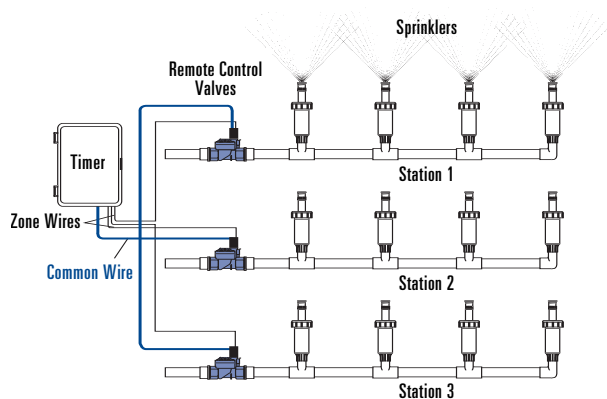 Sprinklers
Remote Control
Valves
Timer
Station 1
Zone Wires
Common Wire
Station 2
Station 3